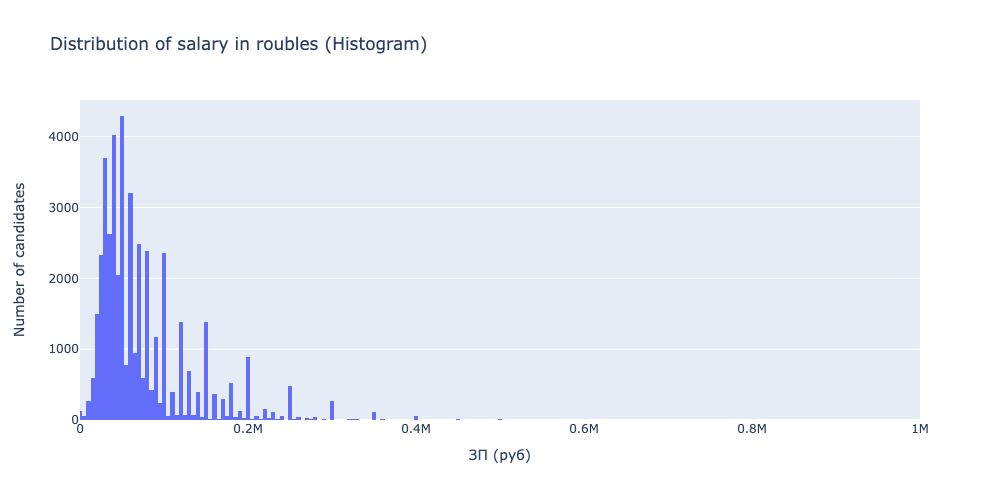 Distribution of salary in roubles (Histogram)
4000
3000
2000
1000
0
Number of candidates
0
0.2M
0.4M
0.6M
0.8M
1M
ЗП (руб)